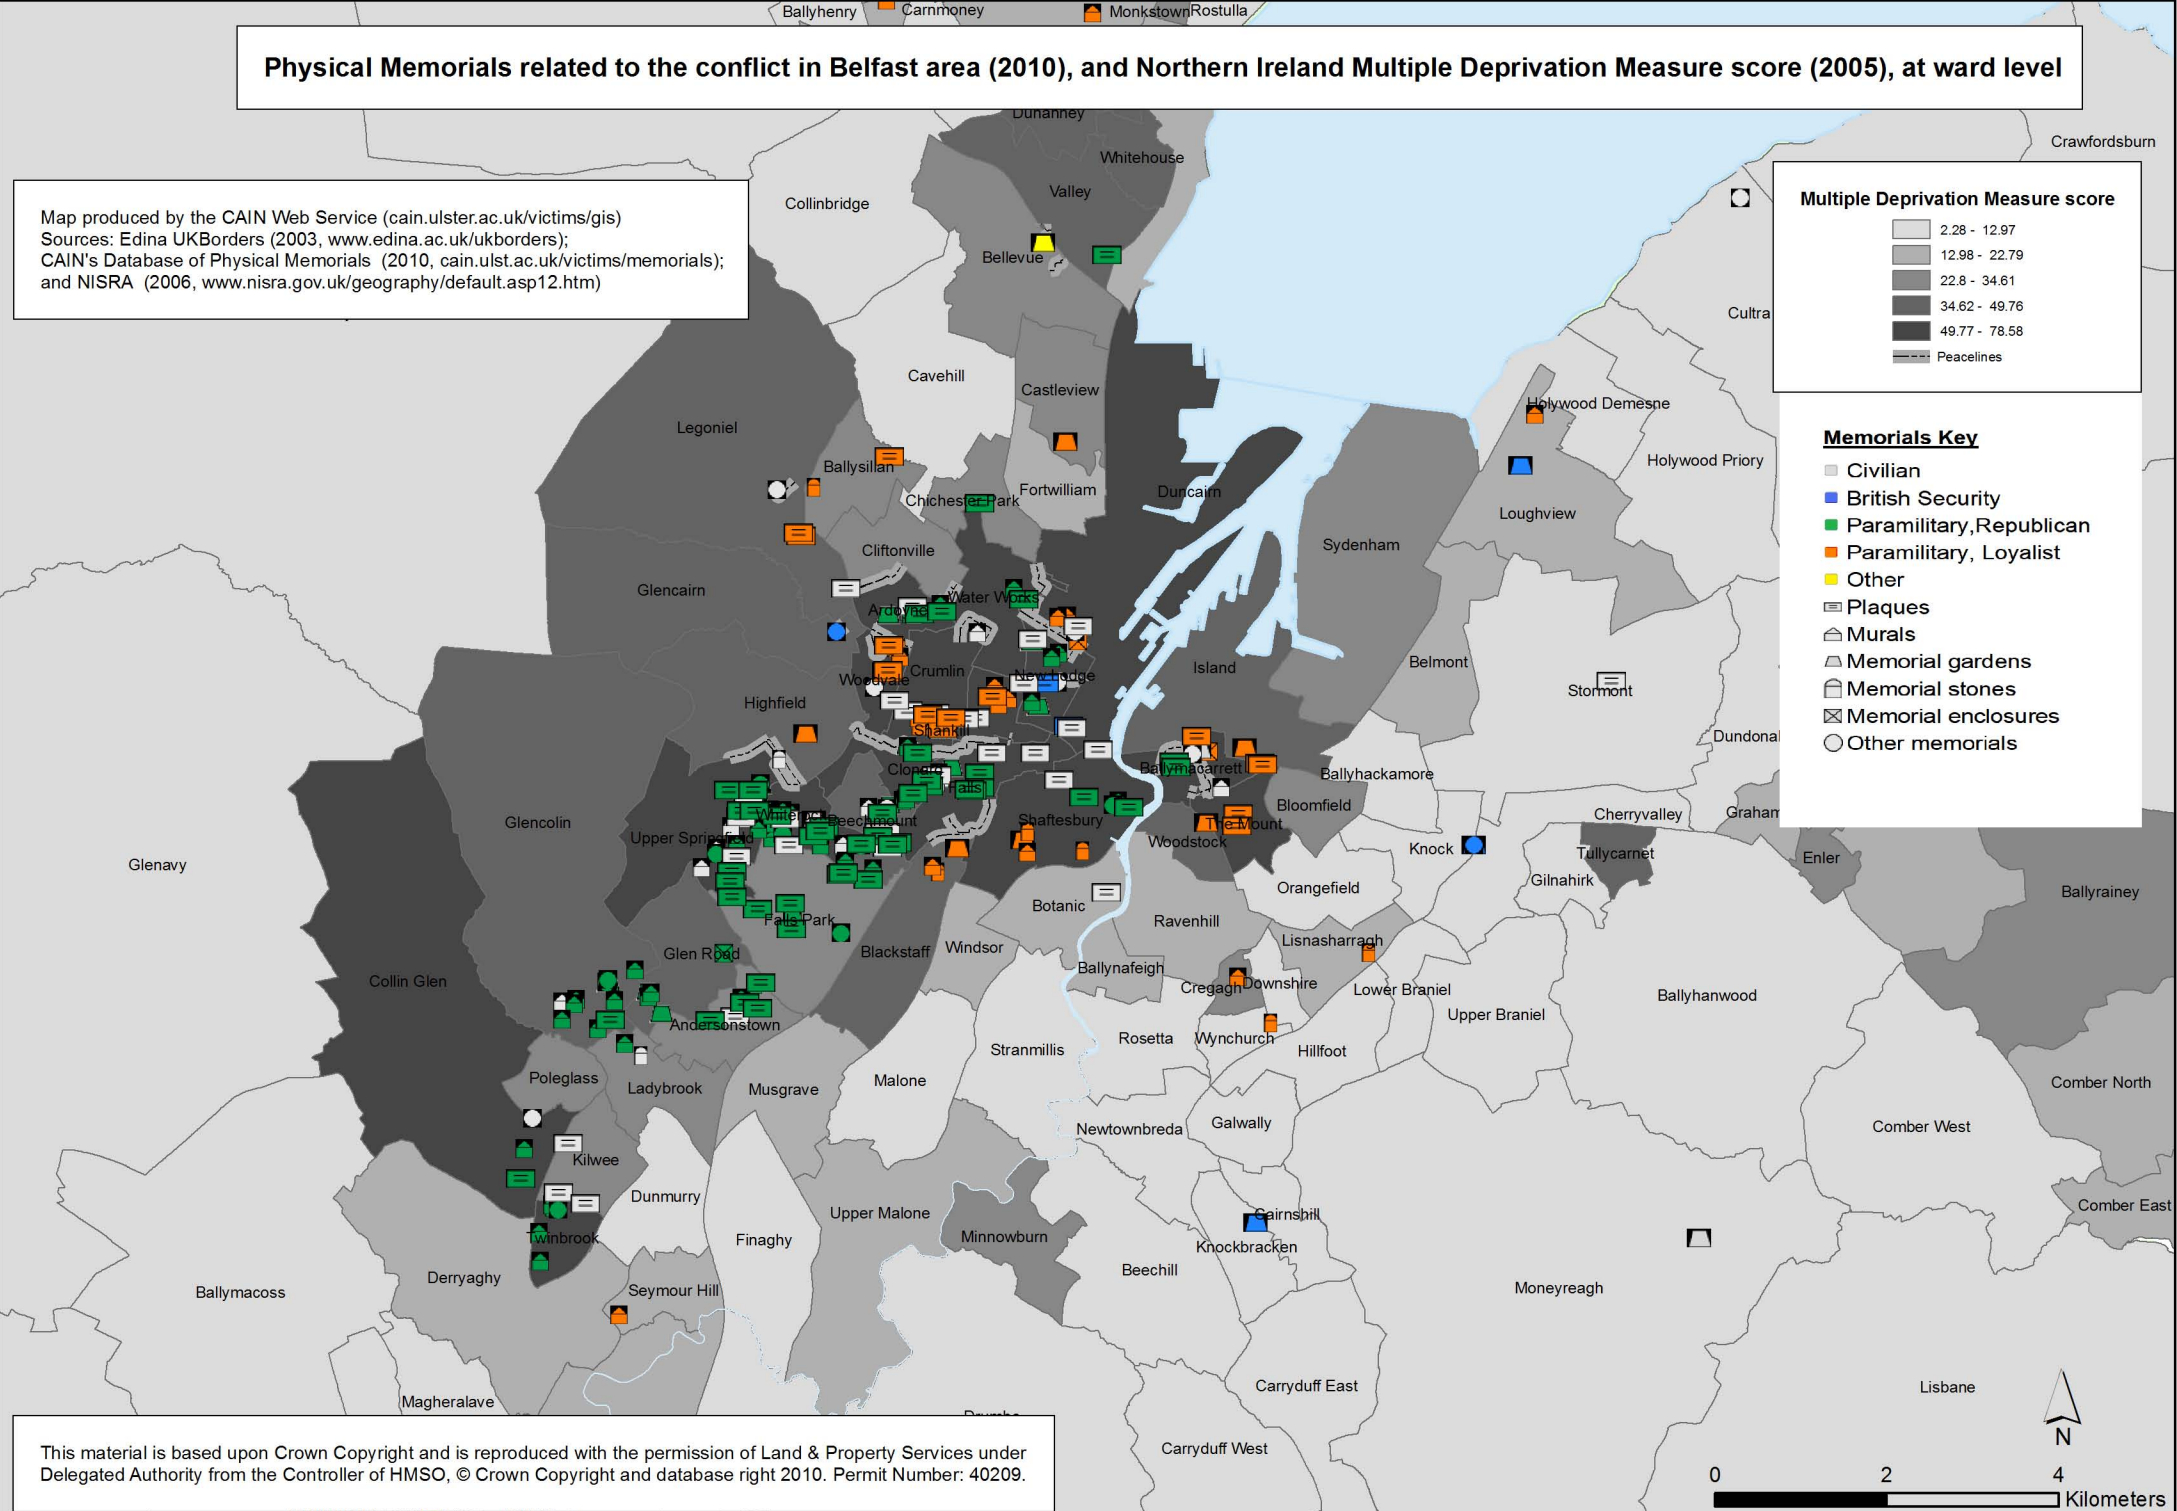 Ballyhenry
Carnmoney
Monkstown
Rostulla
Physical Memorials related to the conflict in Belfast area (2010), and Northern Ireland Multiple Deprivation Measure score (2005), at ward level
Dunanney
Whitehouse
Crawfordsburn
Valley
Collinbridge
Map produced by the CAIN Web Service (cain.ulster.ac.uk/victims/gis)
Sources: Edina UKBorders (2003, www.edina.ac.uk/ukborders);
CAIN's Database of Physical Memorials (2010, cain.ulst.ac.uk/victims/memorials);
and NISRA (2006, www.nisra.gov.uk/geography/default.asp12.htm)
Multiple Deprivation Measure score
2.28 - 12.97
12.98 - 22.79
22.8 - 34.61
34.62 - 49.76
49.77 - 78.58
Peacelines
Bellevue
Cultra
Cavehill
Castleview
Holywood Demesne
Legoniel
Memorials Key
Civilian
British Security
Paramilitary,Republican
Paramilitary, Loyalist
Other
Plaques
Murals
Memorial gardens
Memorial stones
Memorial enclosures
Other memorials
Ballysillan
Holywood Priory
Chichester Park
Fortwilliam
Duncairn
Loughview
Cliftonville
Sydenham
Glencairn
Water Works
Ardoyne
Crumlin
New Lodge
Island
Belmont
Woodvale
Stormont
Highfield
Shankill
Dundona
Clonard
Ballymacarrett
Ballyhackamore
Falls
Bloomfield
Whiterock
Beechmount
Shaftesbury
The Mount
Cherryvalley
Graham
Glencolin
Upper Springfield
Woodstock
Knock
Tullycarnet
Enler
Glenavy
Gilnahirk
Orangefield
Ballyrainey
Botanic
Falls Park
Ravenhill
Glen Road
Blackstaff
Windsor
Lisnasharragh
Collin Glen
Ballynafeigh
Cregagh
Downshire
Lower Braniel
Ballyhanwood
Upper Braniel
Andersonstown
Rosetta
Wynchurch
Stranmillis
Hillfoot
Poleglass
Ladybrook
Musgrave
Malone
Comber North
Newtownbreda
Galwally
Comber West
Kilwee
Dunmurry
Comber East
Upper Malone
Cairnshill
Twinbrook
Finaghy
Minnowburn
Knockbracken
Derryaghy
Beechill
Ballymacoss
Seymour Hill
Moneyreagh
Carryduff East
Lisbane
Magheralave
N
Carryduff West
This material is based upon Crown Copyright and is reproduced with the permission of Land & Property Services under
Delegated Authority from the Controller of HMSO, © Crown Copyright and database right 2010. Permit Number: 40209.
0 2 4
Kilometers